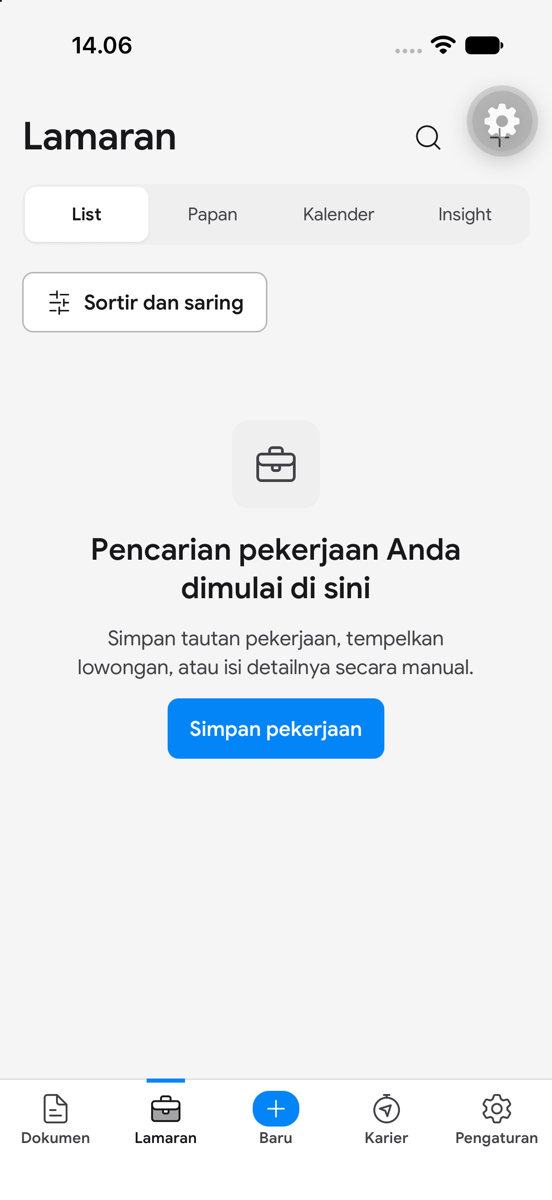 14.06
Lamaran
List
Papan
Kalender
Insight
Sortir dan saring
Pencarian pekerjaan Anda
dimulai di sini
Simpan tautan pekerjaan, tempelkan
lowongan, atau isi detailnya secara manual.
Simpan pekerjaan
Dokumen
Lamaran
Baru
Karier
Pengaturan